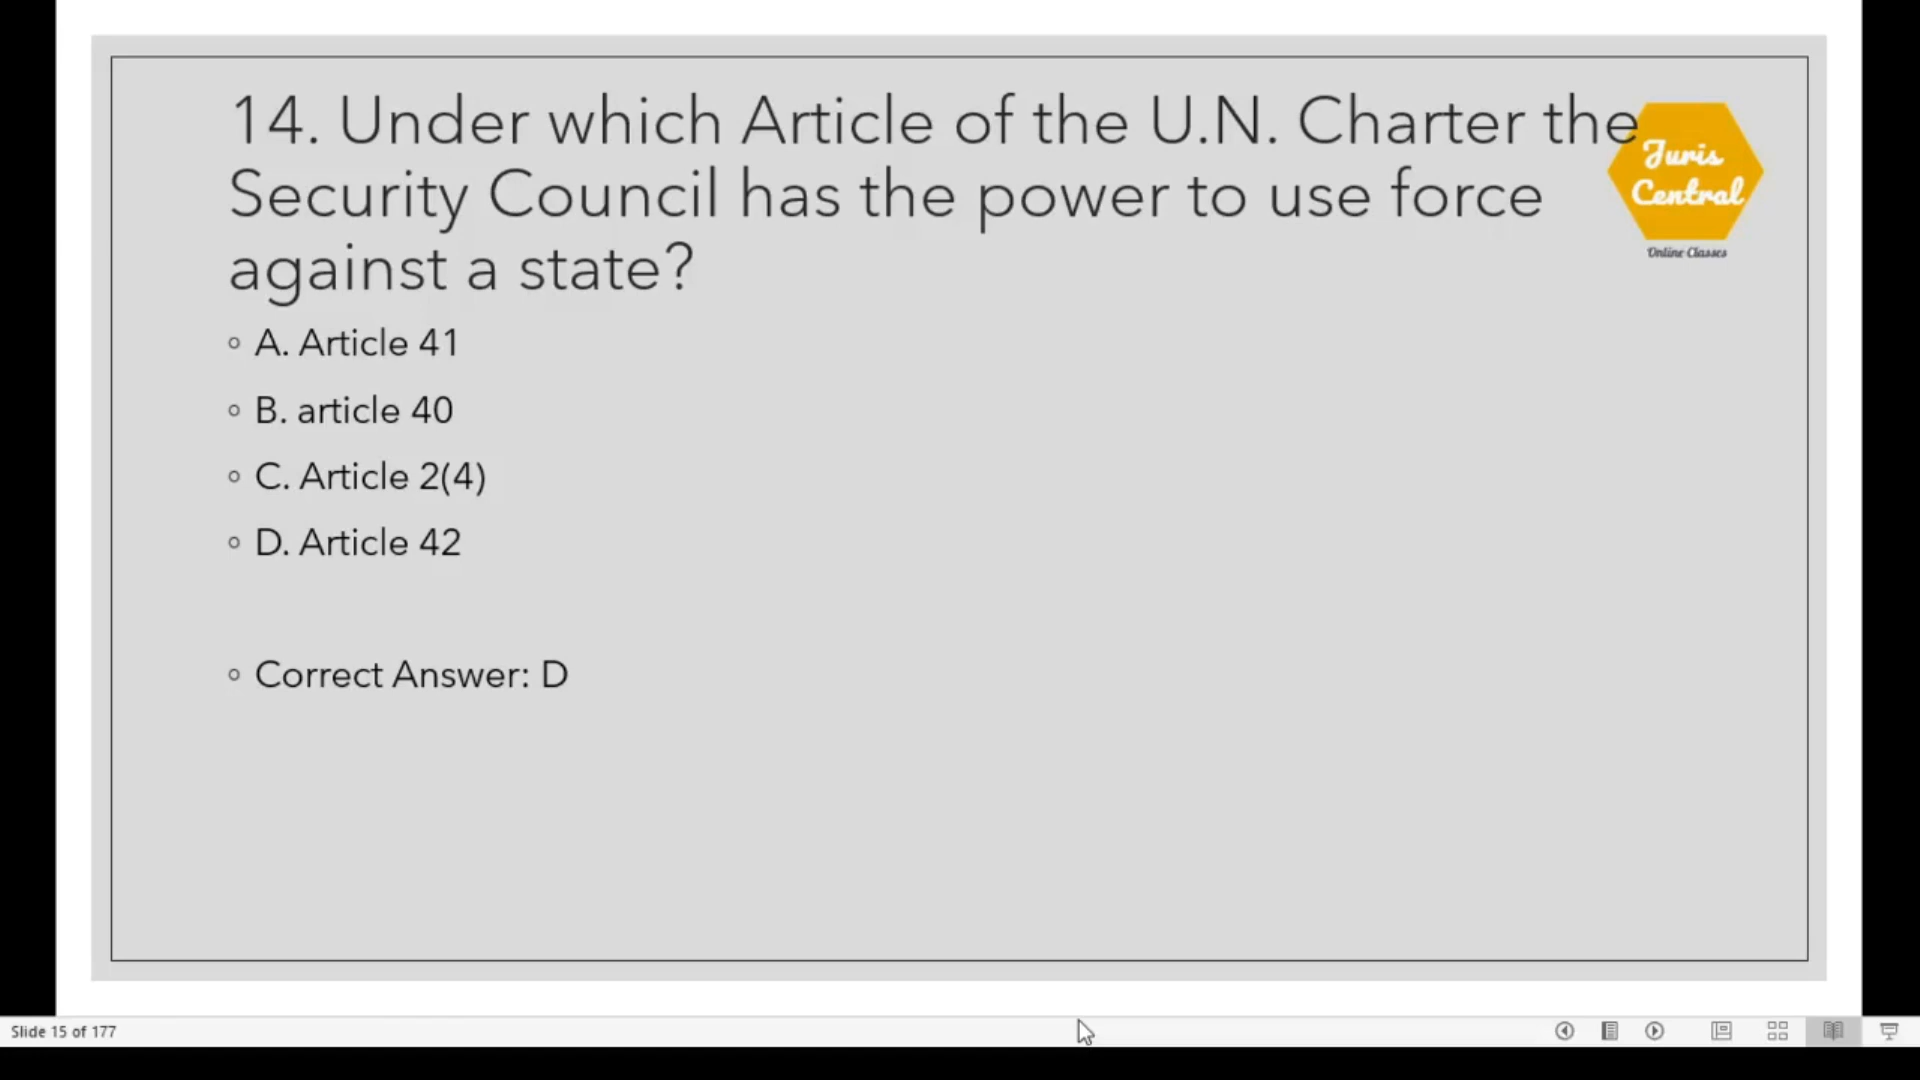 14. Under which Article of the U.N. Charter the
Security Council has the power to use force
against a state?
Juris
Central
Online Classes
A. Article 41
B. article 40
C. Article 2(4)
D. Article 42
Correct Answer: D
Slide 15 of 177